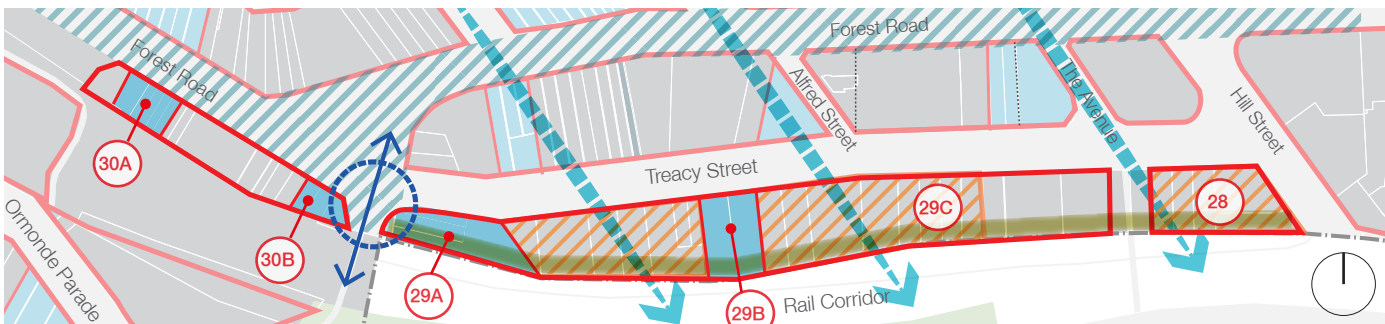 Forest Road
Forest Road
Alfred Street
The Avenue
Hill Street
30A
Treacy Street
30B
29A
29B
29C
28
Ormonde Parade
Rail Corridor